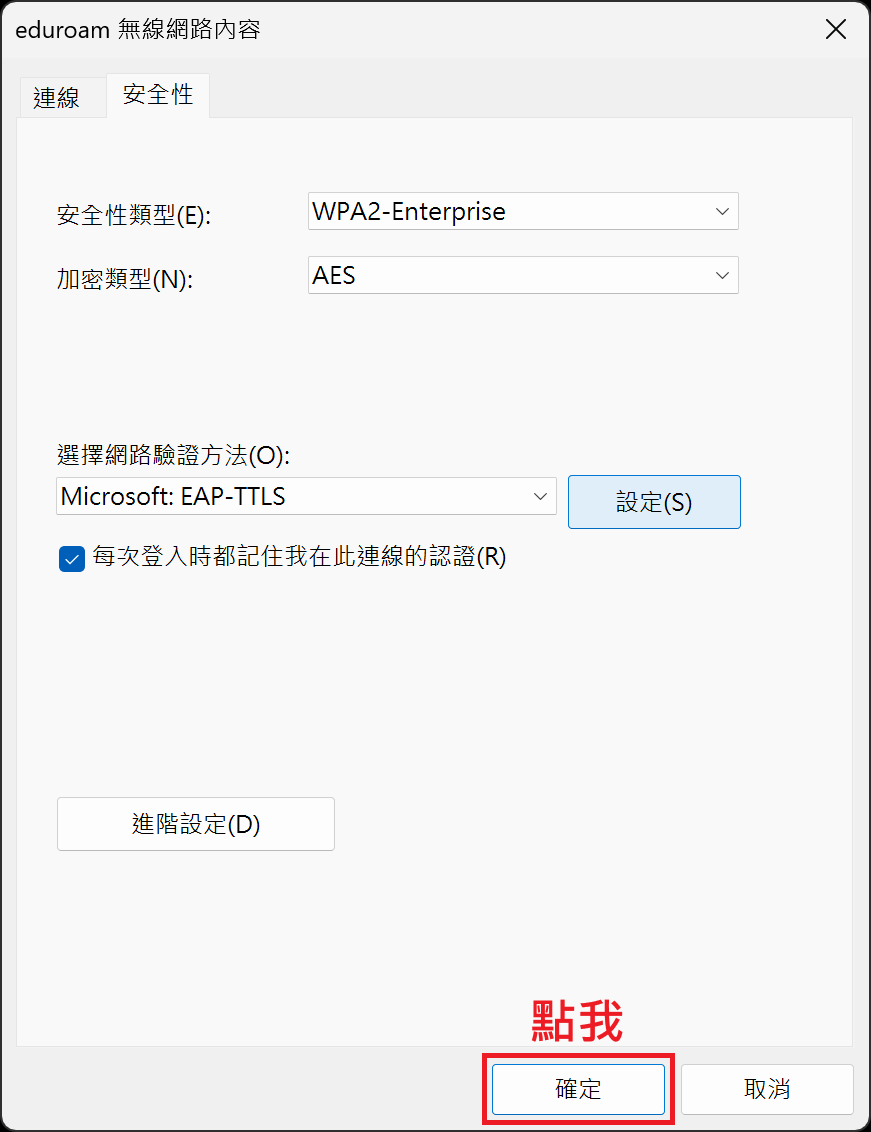 eduroam 無線網路內容
連線
安全性
安全性類型(E):
WPA2-Enterprise
加密類型(N):
AES
選擇網路驗證方法(O):
Microsoft: EAP-TTLS
設定(S)
每次登入時都記住我在此連線的認證(R)
進階設定(D)
點我
確定
取消